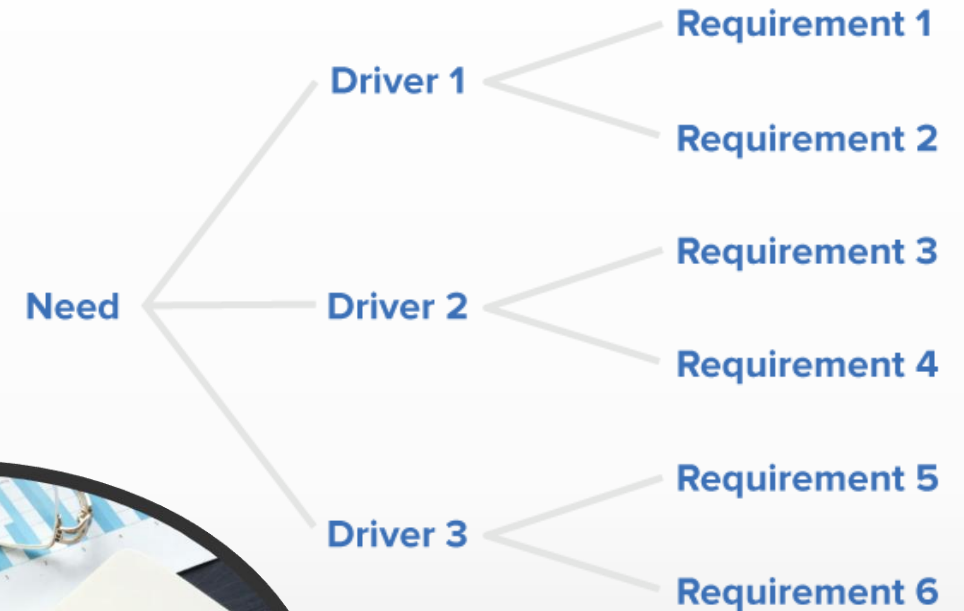 Need
Driver 1
Requirement 1
Requirement 2
Driver 2
Requirement 3
Requirement 4
Driver 3
Requirement 5
Requirement 6